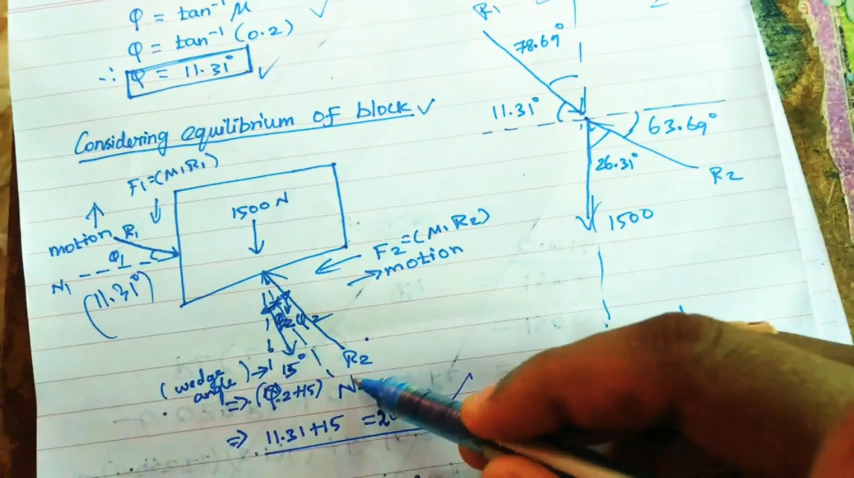 φ = tan⁻¹ μ
φ = tan⁻¹ (0.2)
∴ φ = 11.31°
Considering equilibrium of block
F1=(μ1R1)
motion
R1
N1
φ1
(11.31°)
1500 N
F2=(μ1R2)
motion
R2
(wedge angle) → 15°
⇒ (φ2+15)
N
⇒ 11.31+15 =2
R1
78.69°
11.31°
63.69°
26.31°
R2
1500